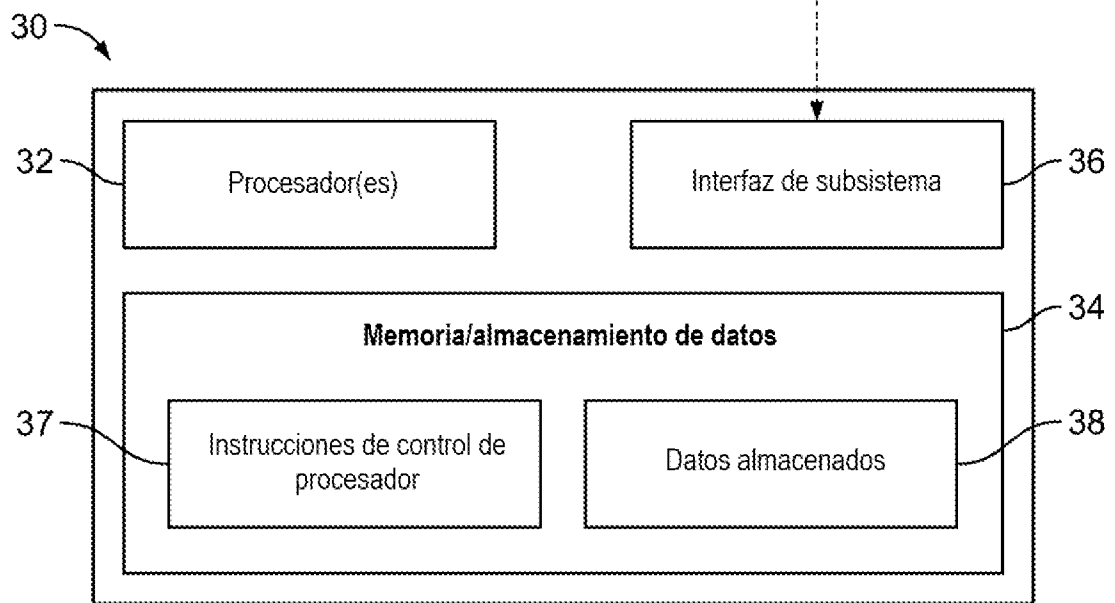 30
32
Procesador(es)
Interfaz de subsistema
36
Memoria/almacenamiento de datos
34
37
Instrucciones de control de
procesador
Datos almacenados
38